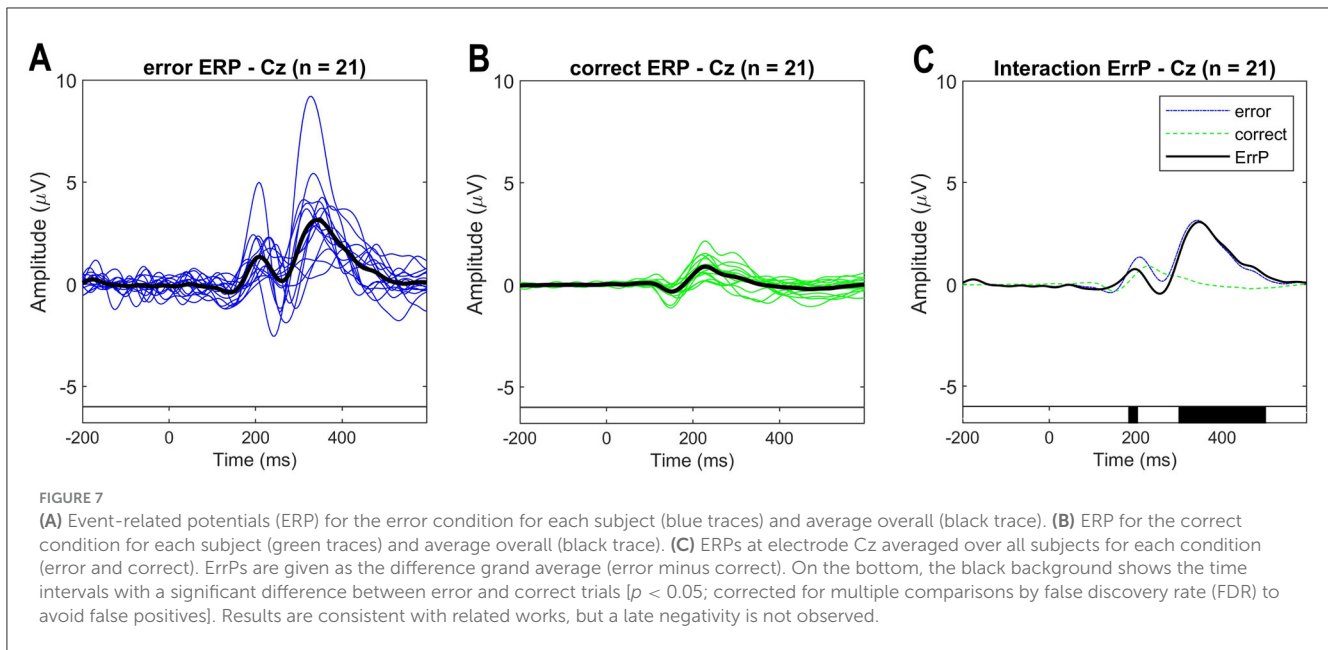 A
error ERP - Cz (n = 21)
10
5
0
-5
Amplitude (μV)
-200 0 200 400
Time (ms)
B
correct ERP - Cz (n = 21)
10
5
0
-5
Amplitude (μV)
-200 0 200 400
Time (ms)
C
Interaction ErrP - Cz (n = 21)
10
5
0
-5
Amplitude (μV)
error
correct
ErrP
-200 0 200 400
Time (ms)
FIGURE 7
(A) Event-related potentials (ERP) for the error condition for each subject (blue traces) and average overall (black trace). (B) ERP for the correct
condition for each subject (green traces) and average overall (black trace). (C) ERPs at electrode Cz averaged over all subjects for each condition
(error and correct). ErrPs are given as the difference grand average (error minus correct). On the bottom, the black background shows the time
intervals with a significant difference between error and correct trials [p < 0.05; corrected for multiple comparisons by false discovery rate (FDR) to
avoid false positives]. Results are consistent with related works, but a late negativity is not observed.